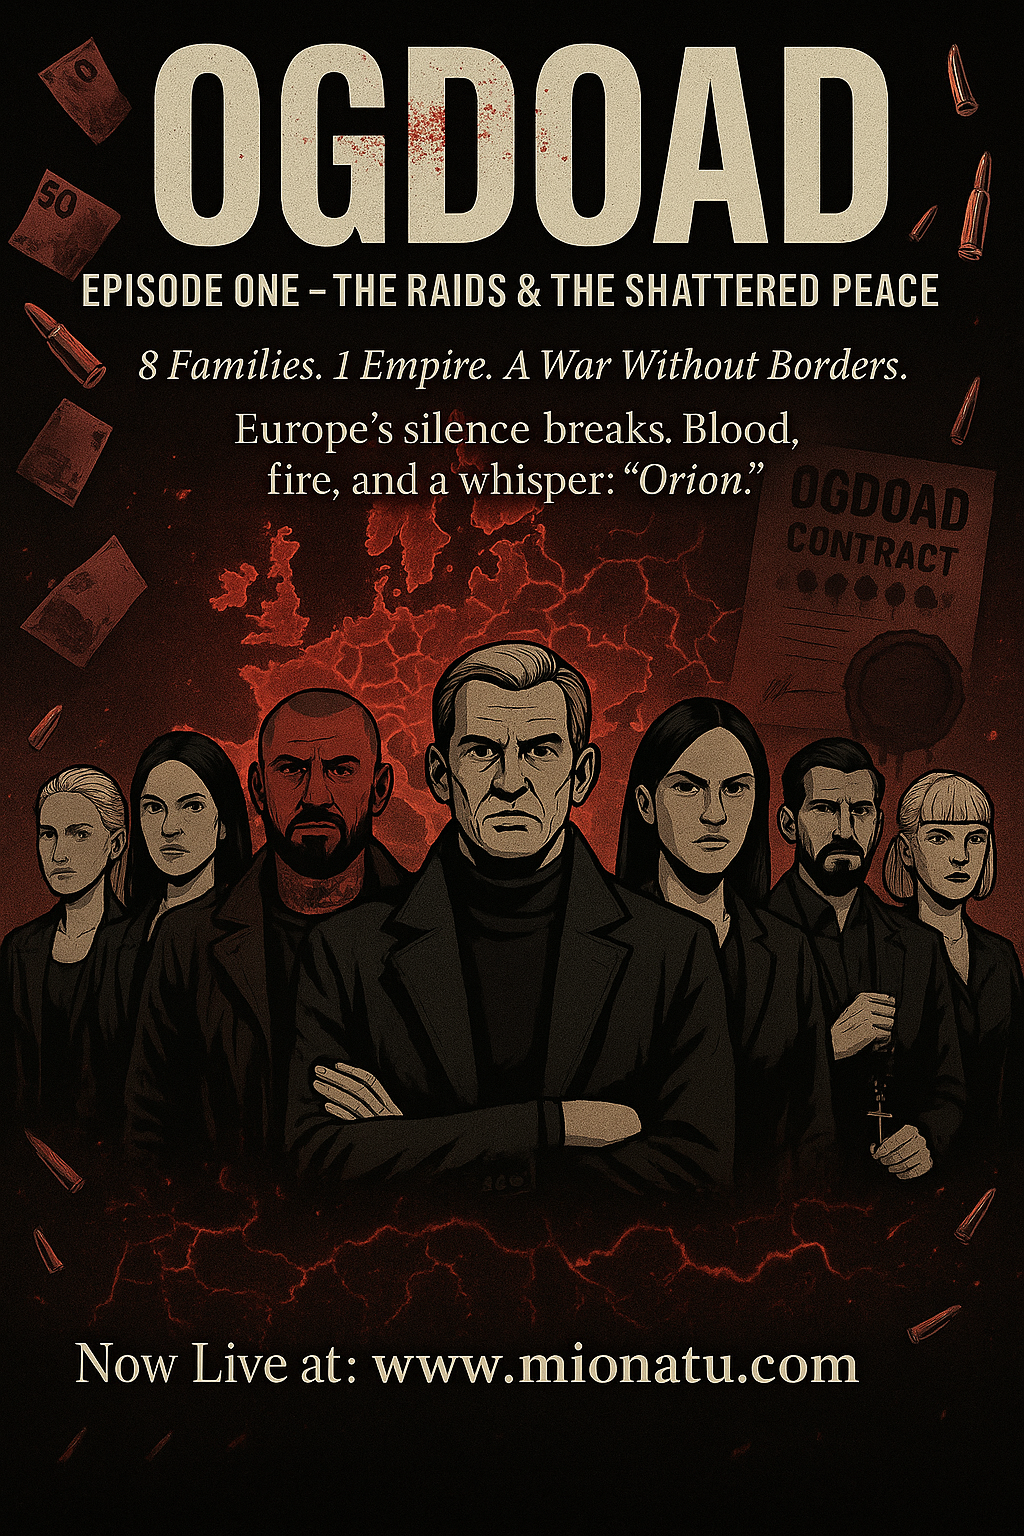 OGDOAD
EPISODE ONE – THE RAIDS & THE SHATTERED PEACE
8 Families. 1 Empire. A War Without Borders.
Europe’s silence breaks. Blood,
fire, and a whisper: “Orion.”
OGDOAD
CONTRACT
0
50
Now Live at: www.mionatu.com